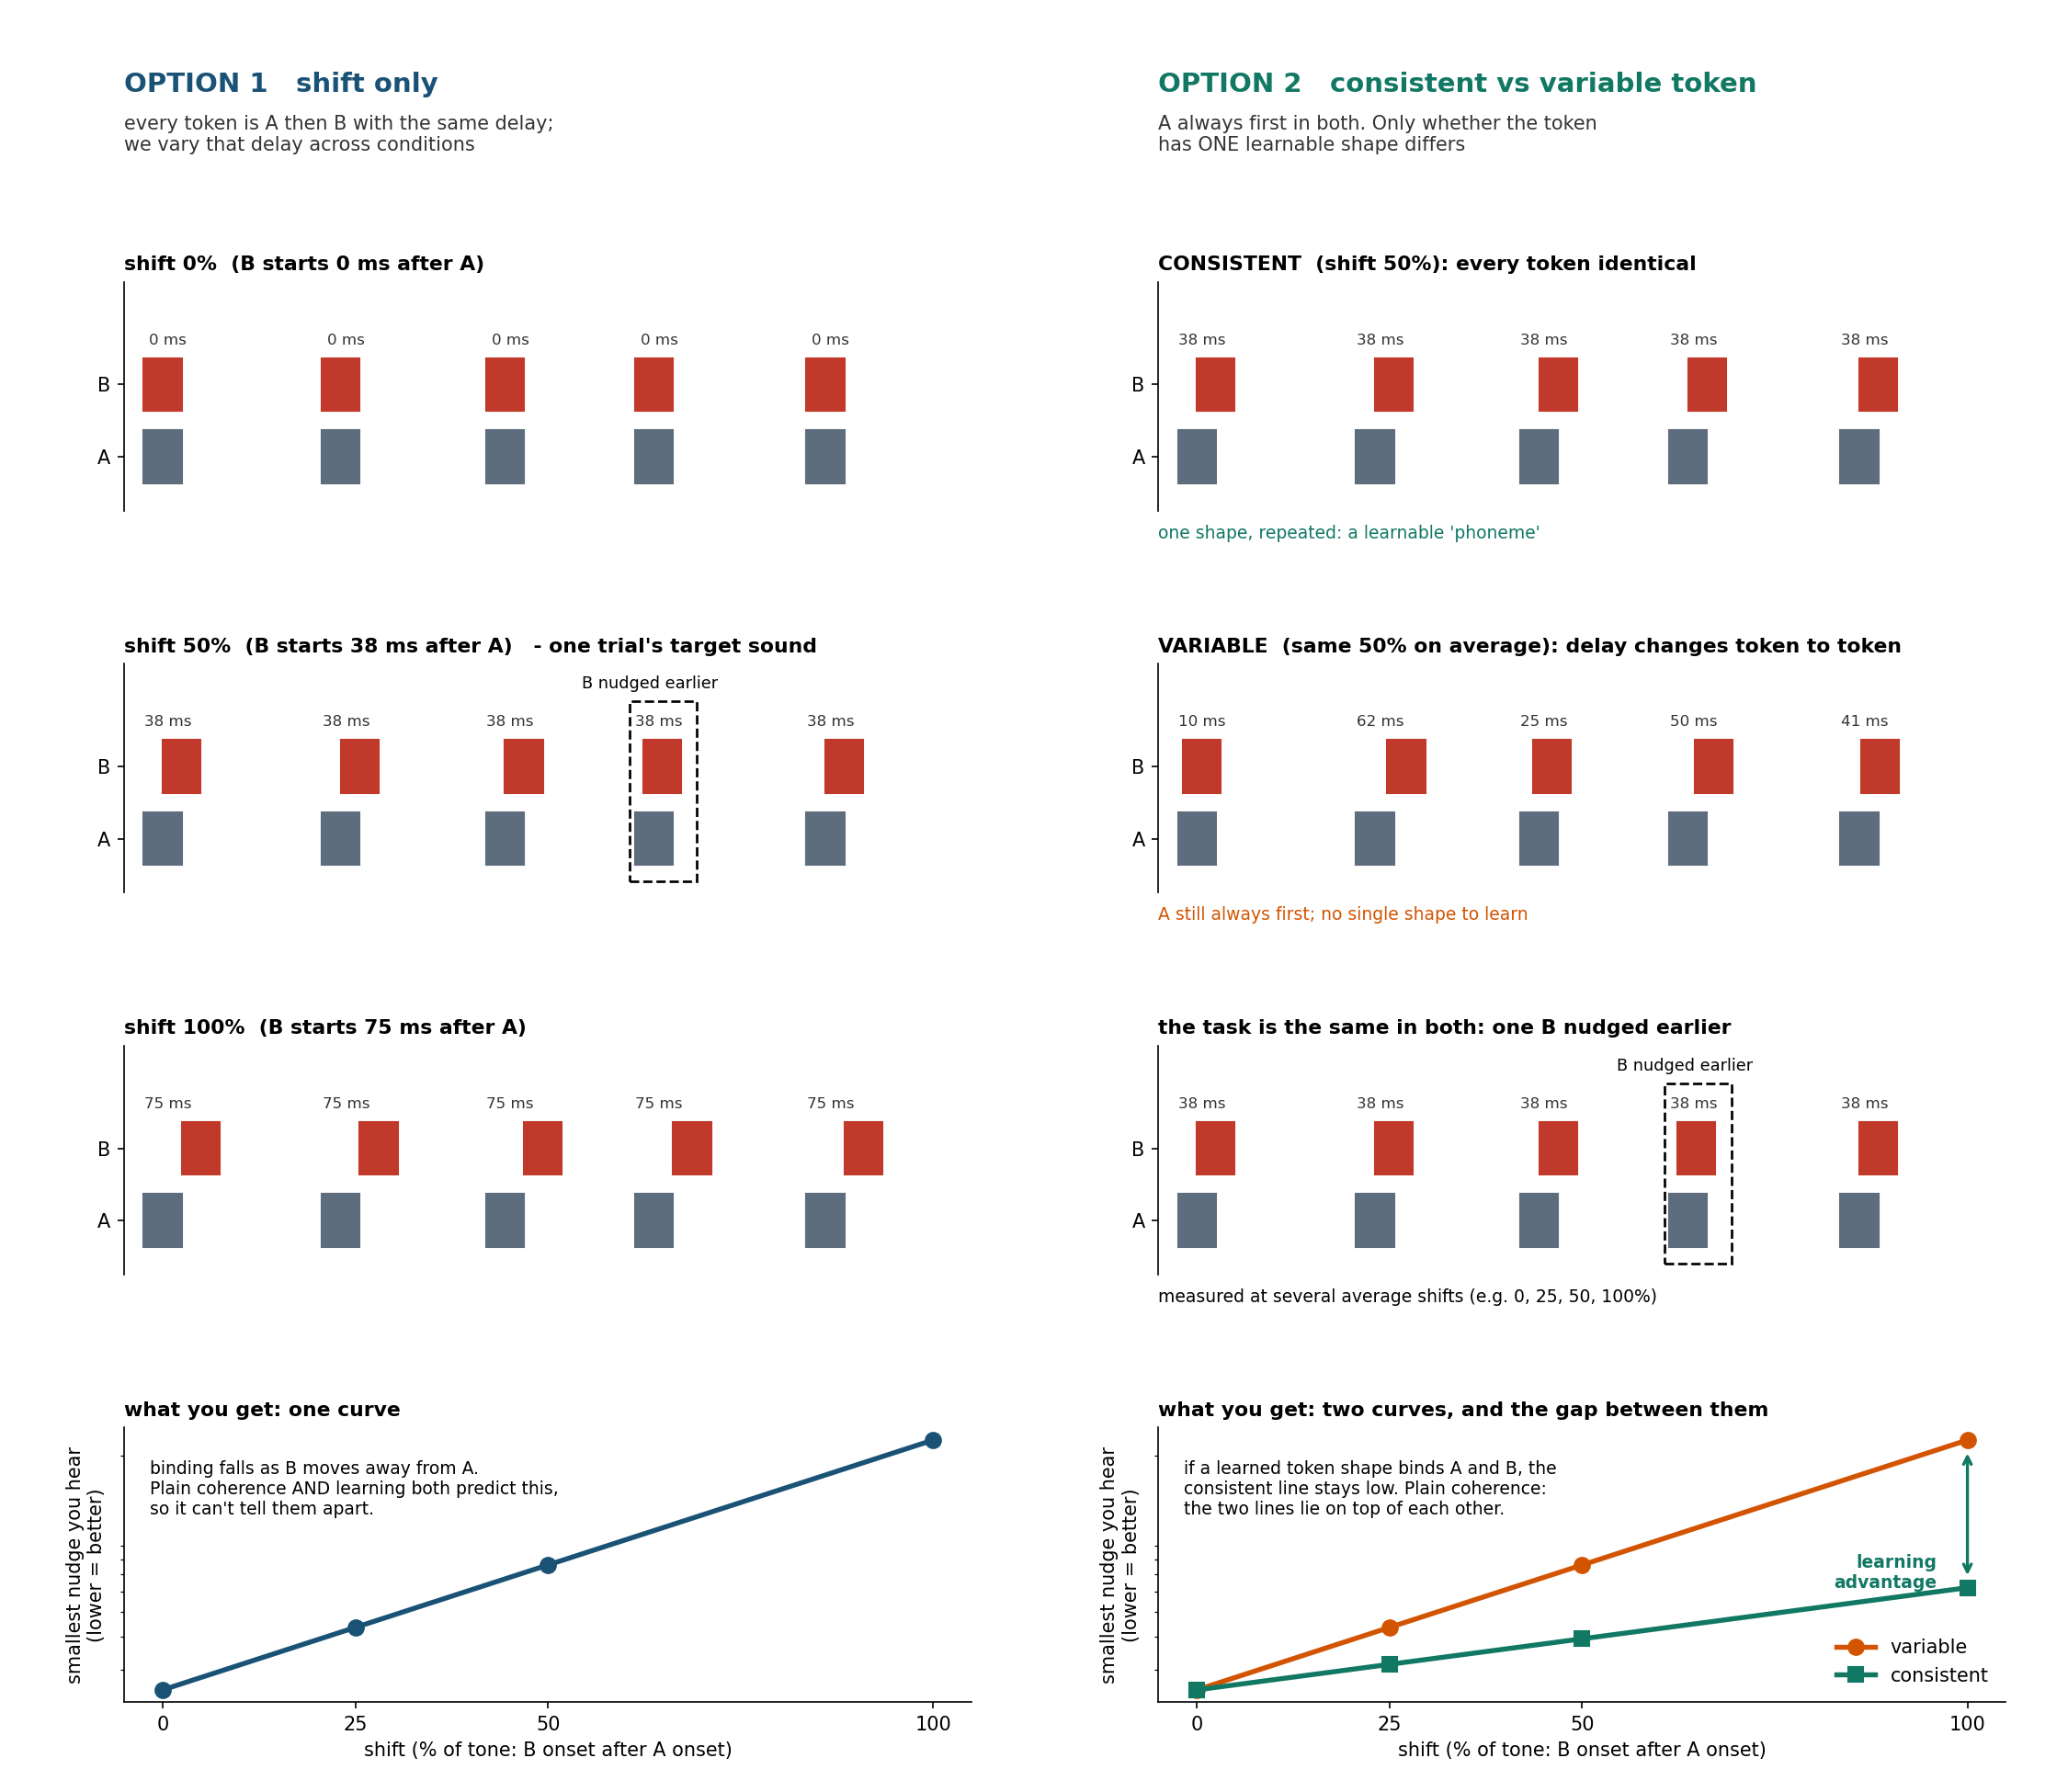 OPTION 1   shift only
every token is A then B with the same delay;
we vary that delay across conditions
shift 0%  (B starts 0 ms after A)
0 ms
0 ms
0 ms
0 ms
0 ms
B
A
shift 50%  (B starts 38 ms after A)   - one trial's target sound
B nudged earlier
38 ms
38 ms
38 ms
38 ms
38 ms
B
A
shift 100%  (B starts 75 ms after A)
75 ms
75 ms
75 ms
75 ms
75 ms
B
A
what you get: one curve
binding falls as B moves away from A.
Plain coherence AND learning both predict this,
so it can't tell them apart.
smallest nudge you hear
(lower = better)
0
25
50
100
shift (% of tone: B onset after A onset)
OPTION 2   consistent vs variable token
A always first in both. Only whether the token
has ONE learnable shape differs
CONSISTENT  (shift 50%): every token identical
38 ms
38 ms
38 ms
38 ms
38 ms
B
A
one shape, repeated: a learnable 'phoneme'
VARIABLE  (same 50% on average): delay changes token to token
10 ms
62 ms
25 ms
50 ms
41 ms
B
A
A still always first; no single shape to learn
the task is the same in both: one B nudged earlier
B nudged earlier
38 ms
38 ms
38 ms
38 ms
38 ms
B
A
measured at several average shifts (e.g. 0, 25, 50, 100%)
what you get: two curves, and the gap between them
if a learned token shape binds A and B, the
consistent line stays low. Plain coherence:
the two lines lie on top of each other.
learning
advantage
variable
consistent
smallest nudge you hear
(lower = better)
0
25
50
100
shift (% of tone: B onset after A onset)